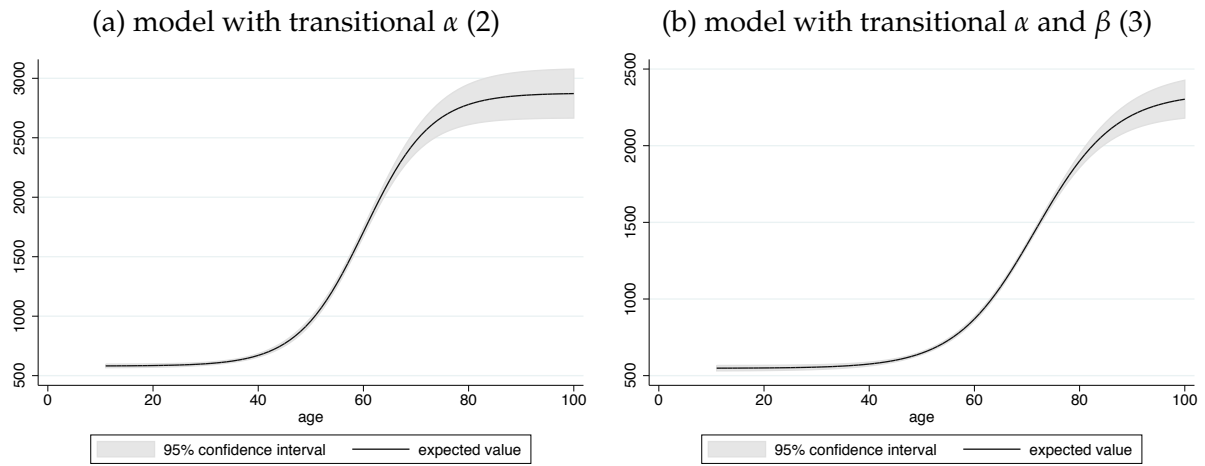 (a) model with transitional α (2)
3000
2500
2000
1500
1000
500
0 20 40 60 80 100
age
95% confidence interval expected value
(b) model with transitional α and β (3)
2500
2000
1500
1000
500
0 20 40 60 80 100
age
95% confidence interval expected value